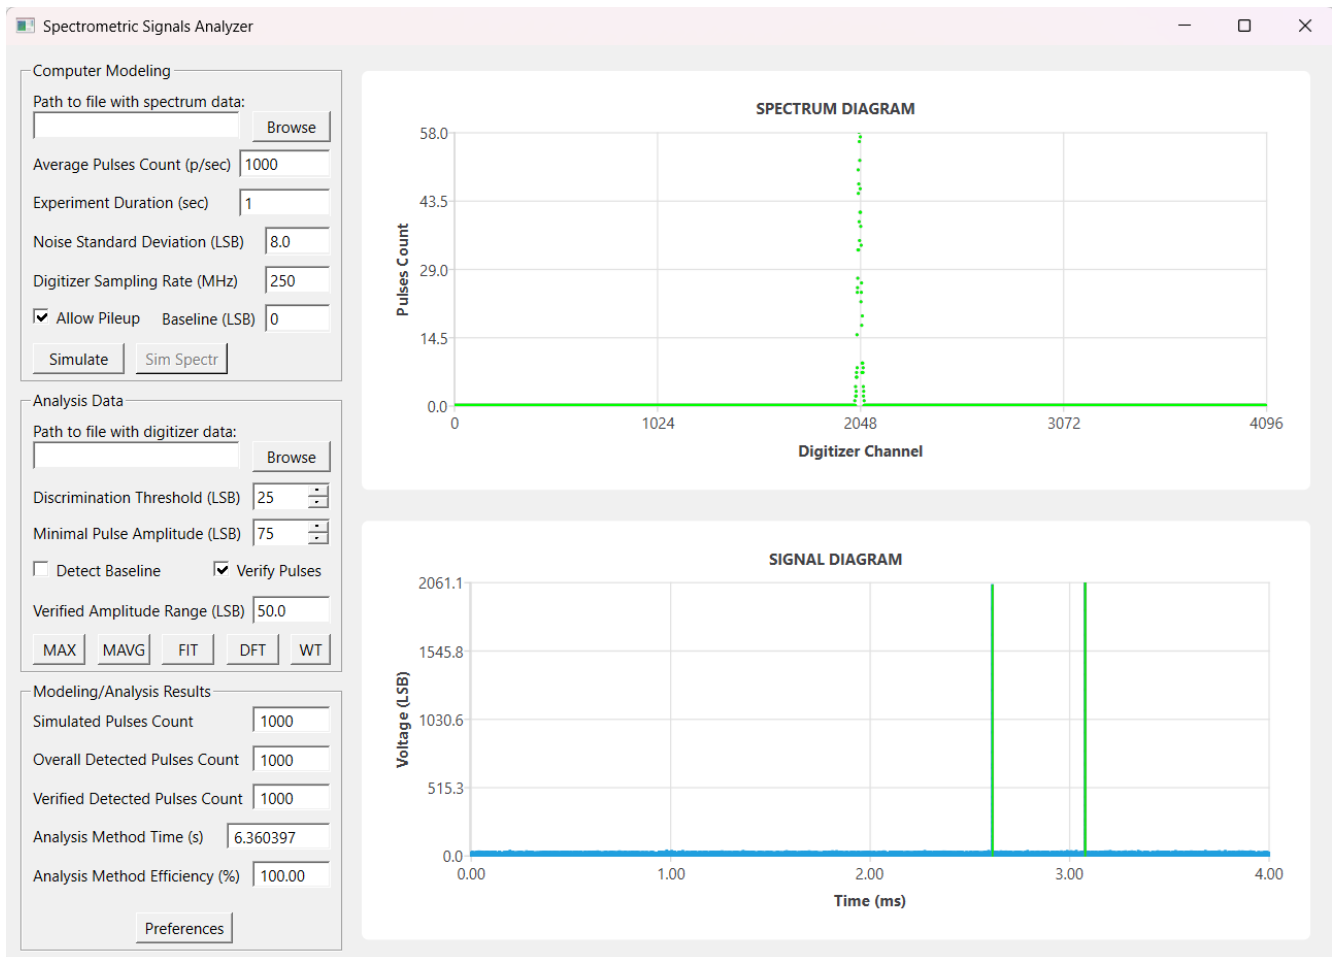 Spectrometric Signals Analyzer
Computer Modeling
Path to file with spectrum data:
Browse
Average Pulses Count (p/sec) 1000
Experiment Duration (sec) 1
Noise Standard Deviation (LSB) 8.0
Digitizer Sampling Rate (MHz) 250
Allow Pileup Baseline (LSB) 0
Simulate Sim Spectr
Analysis Data
Path to file with digitizer data:
Browse
Discrimination Threshold (LSB) 25
Minimal Pulse Amplitude (LSB) 75
Detect Baseline Verify Pulses
Verified Amplitude Range (LSB) 50.0
MAX MAVG FIT DFT WT
Modeling/Analysis Results
Simulated Pulses Count 1000
Overall Detected Pulses Count 1000
Verified Detected Pulses Count 1000
Analysis Method Time (s) 6.360397
Analysis Method Efficiency (%) 100.00
Preferences
SPECTRUM DIAGRAM
58.0
43.5
29.0
14.5
0.0
Pulses Count
0 1024 2048 3072 4096
Digitizer Channel
SIGNAL DIAGRAM
2061.1
1545.8
1030.6
515.3
0.0
Voltage (LSB)
0.00 1.00 2.00 3.00 4.00
Time (ms)